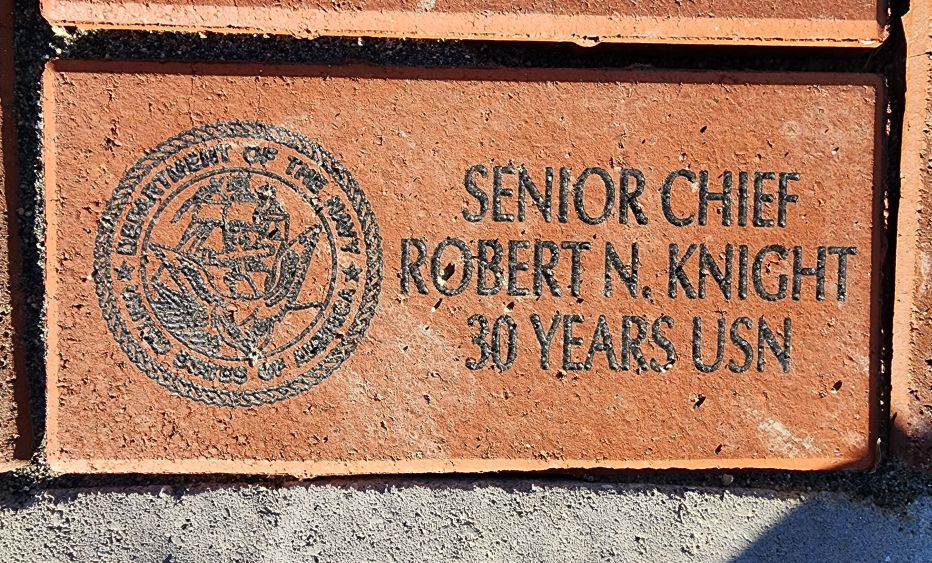 DEPARTMENT OF THE NAVY
UNITED STATES OF AMERICA
SENIOR CHIEF
ROBERT N. KNIGHT
30 YEARS USN